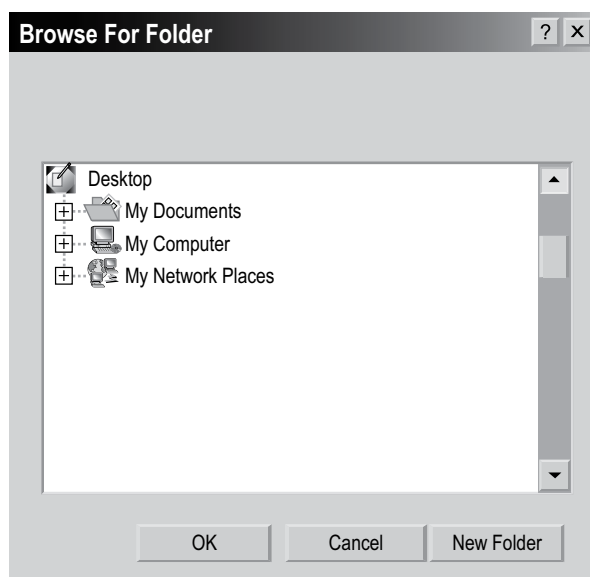 Browse For Folder ? X
Desktop
My Documents
My Computer
My Network Places
OK Cancel New Folder